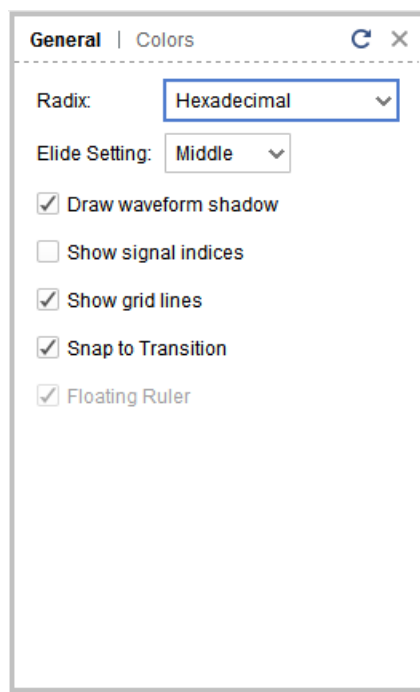 General | Colors
Radix: Hexadecimal
Elide Setting: Middle
Draw waveform shadow
Show signal indices
Show grid lines
Snap to Transition
Floating Ruler